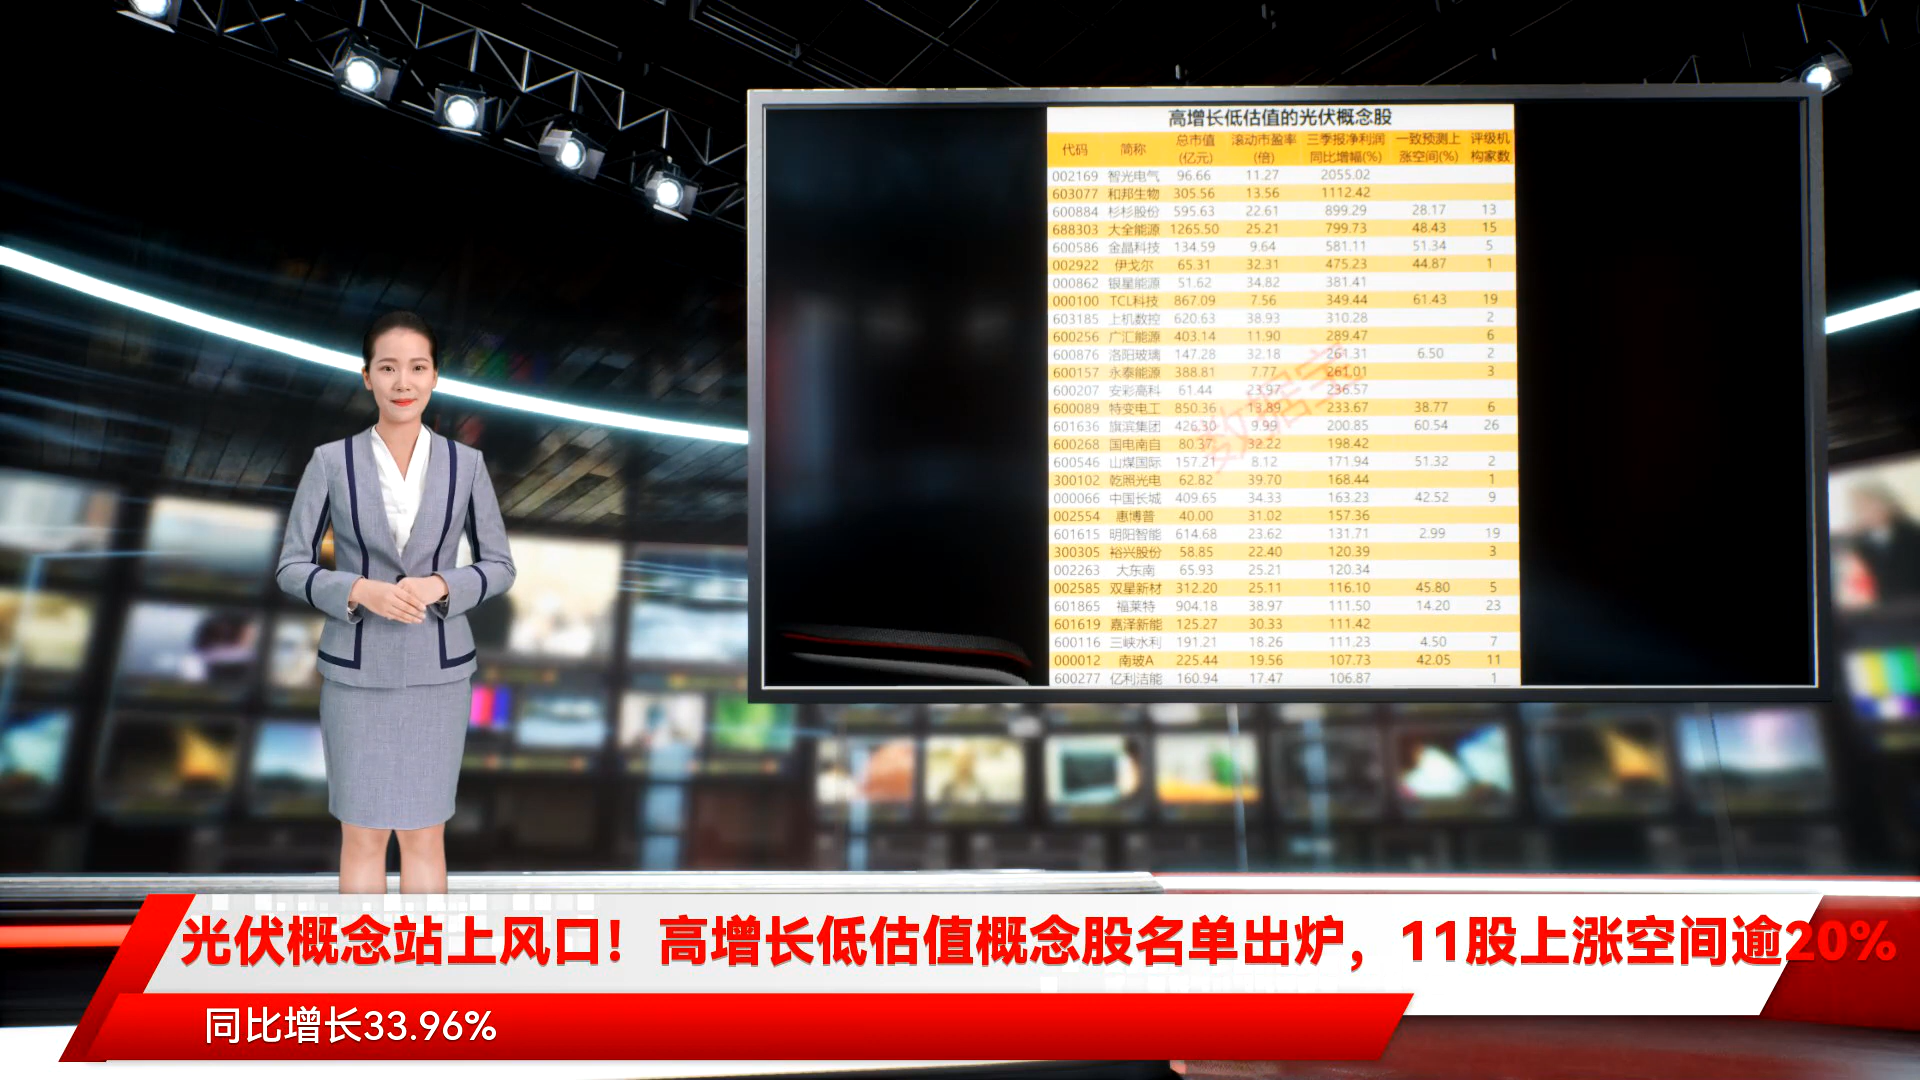 高增长低估值的光伏概念股
代码 简称 总市值(亿元) 滚动市盈率(倍) 三季报净利润同比增幅(%) 一致预测上涨空间(%) 评级机构家数
002169 智光电气 96.66 11.27 2055.02
603077 和邦生物 305.56 13.56 1112.42
600884 杉杉股份 595.63 22.61 899.29 28.17 13
688303 大全能源 1265.50 25.21 799.73 48.43 15
600586 金晶科技 134.59 9.64 581.11 51.34 5
002922 伊戈尔 65.31 32.31 475.23 44.87 1
000862 银星能源 51.62 34.82 381.41
000100 TCL科技 867.09 7.56 349.44 61.43 19
603185 上机数控 620.63 38.93 310.28 2
600256 广汇能源 403.14 11.90 289.47 6
600876 洛阳玻璃 147.28 32.18 261.31 6.50 2
600157 永泰能源 388.81 7.77 261.01 3
600207 安彩高科 61.44 23.97 236.57
600089 特变电工 850.36 13.89 233.67 38.77 6
601636 旗滨集团 426.30 9.99 200.85 60.54 26
600268 国电南自 80.37 32.22 198.42
600546 山煤国际 157.21 8.12 171.94 51.32 2
300102 乾照光电 62.82 39.70 168.44 1
000066 中国长城 409.65 34.33 163.23 42.52 9
002554 惠博普 40.00 31.02 157.36
601615 明阳智能 614.68 23.62 131.71 2.99 19
300305 裕兴股份 58.85 22.40 120.39 3
002263 大东南 65.93 25.21 120.34
002585 双星新材 312.20 25.11 116.10 45.80 5
601865 福莱特 904.18 38.97 111.50 14.20 23
601619 嘉泽新能 125.27 30.33 111.42
600116 三峡水利 191.21 18.26 111.23 4.50 7
000012 南玻A 225.44 19.56 107.73 42.05 11
600277 亿利洁能 160.94 17.47 106.87 1
数据宝
光伏概念站上风口！高增长低估值概念股名单出炉，11股上涨空间逾20%
同比增长33.96%